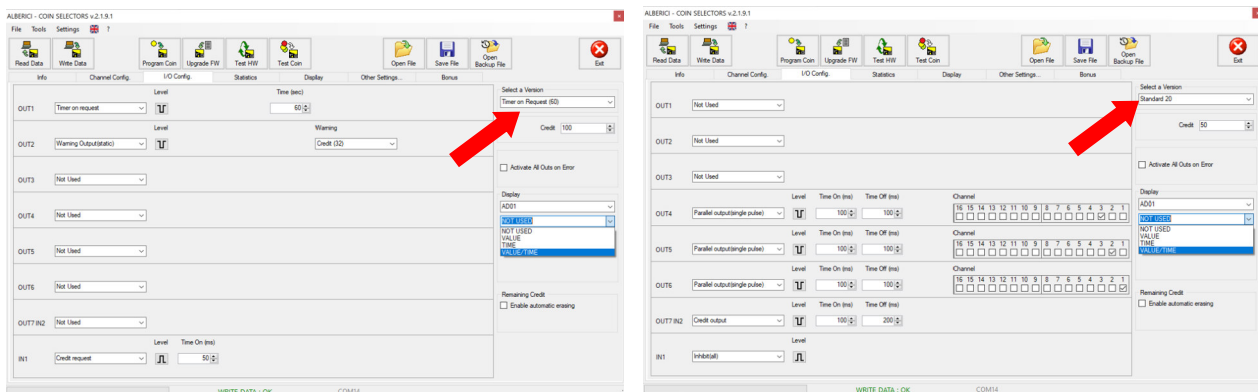 ALBERICI - COIN SELECTORS v.2.1.9.1
File Tools Settings ?
Read Data Write Data Program Coin Upgrade FW Test HW Test Coin Open File Save File Open Backup File Exit
Info Channel Config. I/O Config. Statistics Display Other Settings... Bonus
Level Time (sec)
OUT1 Timer on request 60
Level Warning
OUT2 Warning Output(static) Credit (32)
OUT3 Not Used
OUT4 Not Used
OUT5 Not Used
OUT6 Not Used
OUT7 IN2 Not Used
Level Time On (ms)
IN1 Credit request 50
Select a Version
Timer on Request (60)
Credit 100
Activate All Outs on Error
Display
AD01
NOT USED
NOT USED
VALUE
TIME
VALUE/TIME
Remaining Credit
Enable automatic erasing
WRITE DATA : OK COM14
ALBERICI - COIN SELECTORS v.2.1.9.1
File Tools Settings ?
Read Data Write Data Program Coin Upgrade FW Test HW Test Coin Open File Save File Open Backup File Exit
Info Channel Config. I/O Config. Statistics Display Other Settings... Bonus
OUT1 Not Used
OUT2 Not Used
OUT3 Not Used
Level Time On (ms) Time Off (ms) Channel
16 15 14 13 12 11 10 9 8 7 6 5 4 3 2 1
OUT4 Parallel output(single pulse) 100 100
Level Time On (ms) Time Off (ms) Channel
16 15 14 13 12 11 10 9 8 7 6 5 4 3 2 1
OUT5 Parallel output(single pulse) 100 100
Level Time On (ms) Time Off (ms) Channel
16 15 14 13 12 11 10 9 8 7 6 5 4 3 2 1
OUT6 Parallel output(single pulse) 100 100
Level Time On (ms) Time Off (ms)
OUT7 IN2 Credit output 100 200
Level
IN1 Inhibit(all)
Select a Version
Standard 20
Credit 50
Activate All Outs on Error
Display
AD01
NOT USED
NOT USED
VALUE
TIME
VALUE/TIME
Remaining Credit
Enable automatic erasing
WRITE DATA : OK COM14